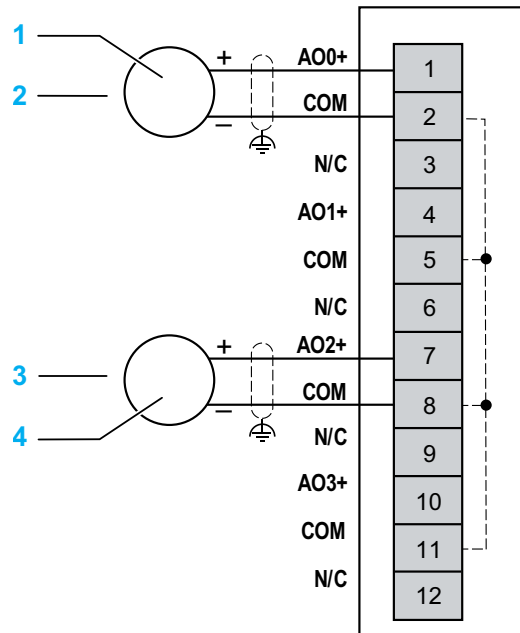 1
2
+ AO0+ 1
− COM 2
N/C 3
AO1+ 4
COM 5
N/C 6
3
+ AO2+ 7
4
− COM 8
N/C 9
AO3+ 10
COM 11
N/C 12